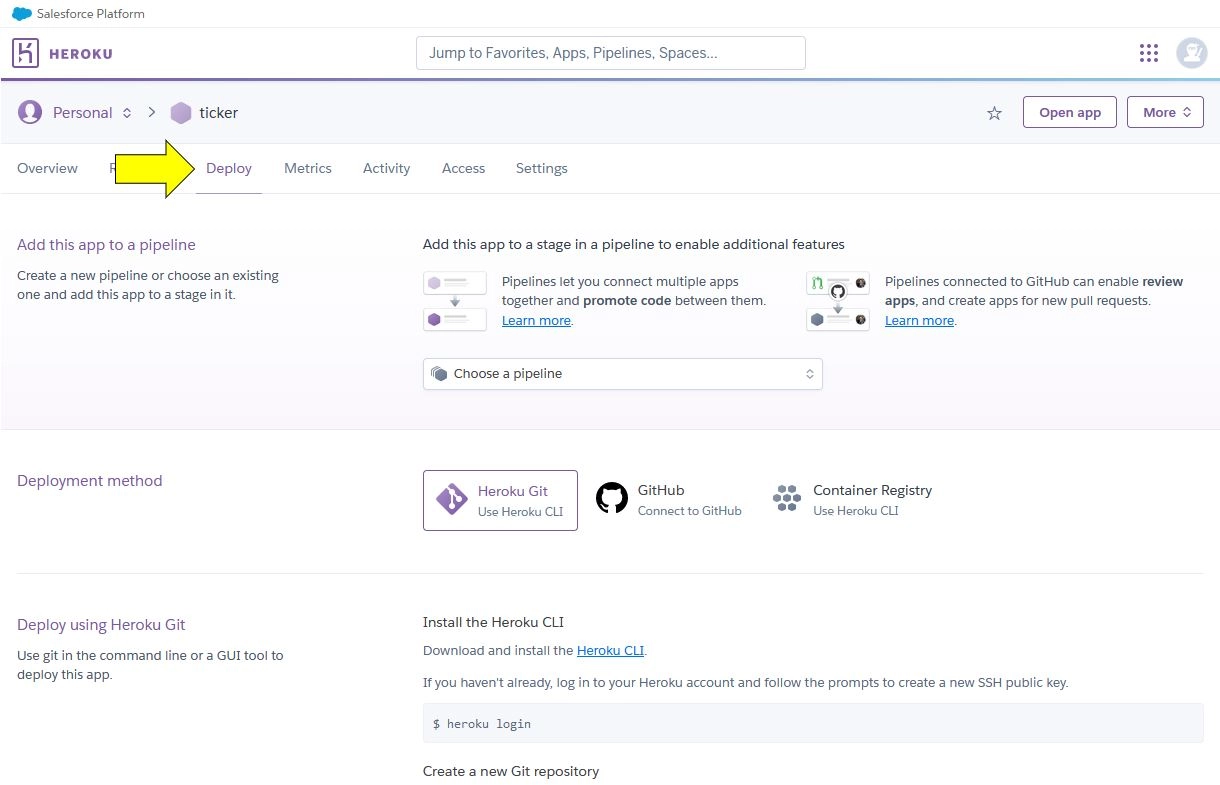 Salesforce Platform
HEROKU
Jump to Favorites, Apps, Pipelines, Spaces...
Personal
ticker
Open app
More
Overview
Deploy
Metrics
Activity
Access
Settings
Add this app to a pipeline
Create a new pipeline or choose an existing
one and add this app to a stage in it.
Add this app to a stage in a pipeline to enable additional features
Pipelines let you connect multiple apps
together and promote code between them.
Learn more.
Pipelines connected to GitHub can enable review
apps, and create apps for new pull requests.
Learn more.
Choose a pipeline
Deployment method
Heroku Git
Use Heroku CLI
GitHub
Connect to GitHub
Container Registry
Use Heroku CLI
Deploy using Heroku Git
Use git in the command line or a GUI tool to
deploy this app.
Install the Heroku CLI
Download and install the Heroku CLI.
If you haven't already, log in to your Heroku account and follow the prompts to create a new SSH public key.
$ heroku login
Create a new Git repository